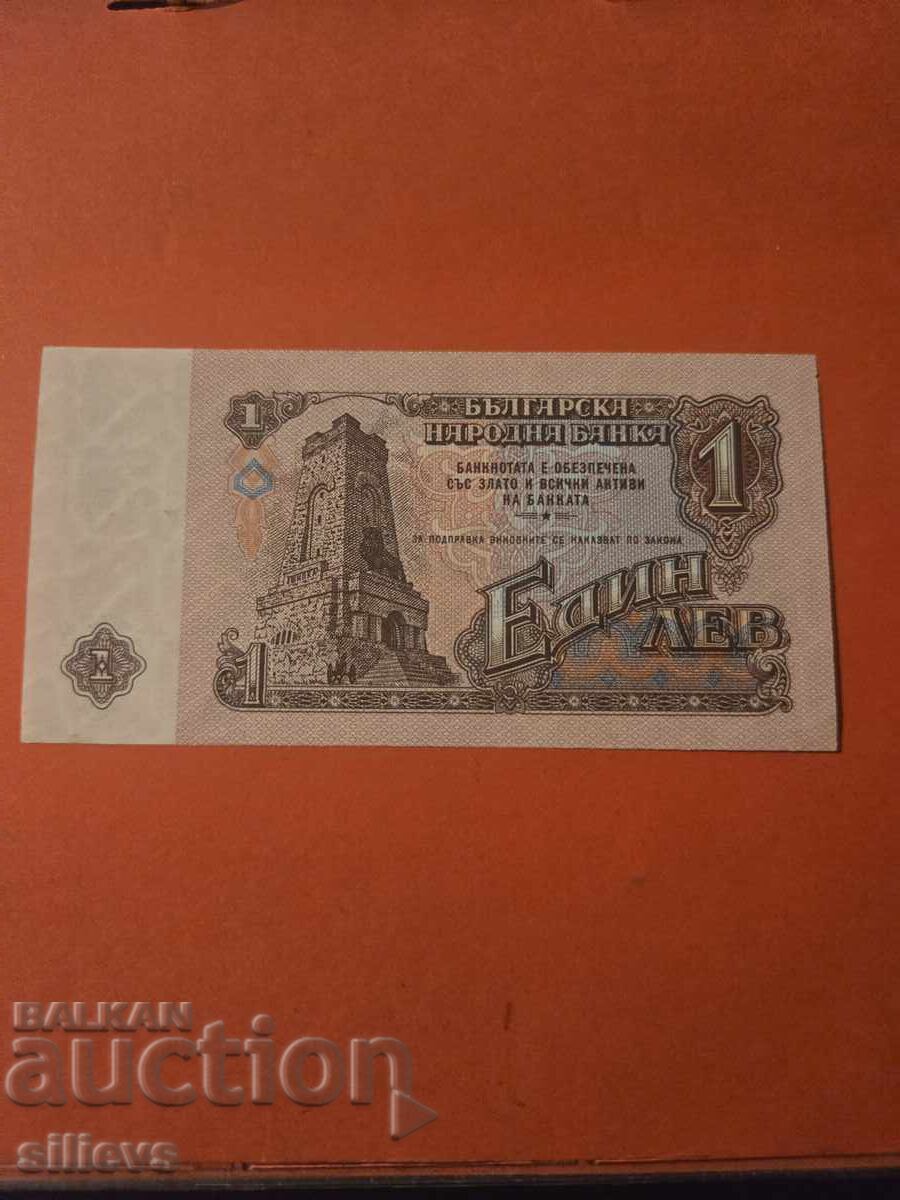 1
БЪЛГАРСКА
НАРОДНА БАНКА
1
БАНКНОТАТА Е ОБЕЗПЕЧЕНА
СЪС ЗЛАТО И ВСИЧКИ АКТИВИ
НА БАНКАТА
ЗА ПОДПРАВКА ВИНОВНИТЕ СЕ НАКАЗВАТ ПО ЗАКОНА
ЕДИН
ЛЕВ
1
1
BALKAN
auction
silievs